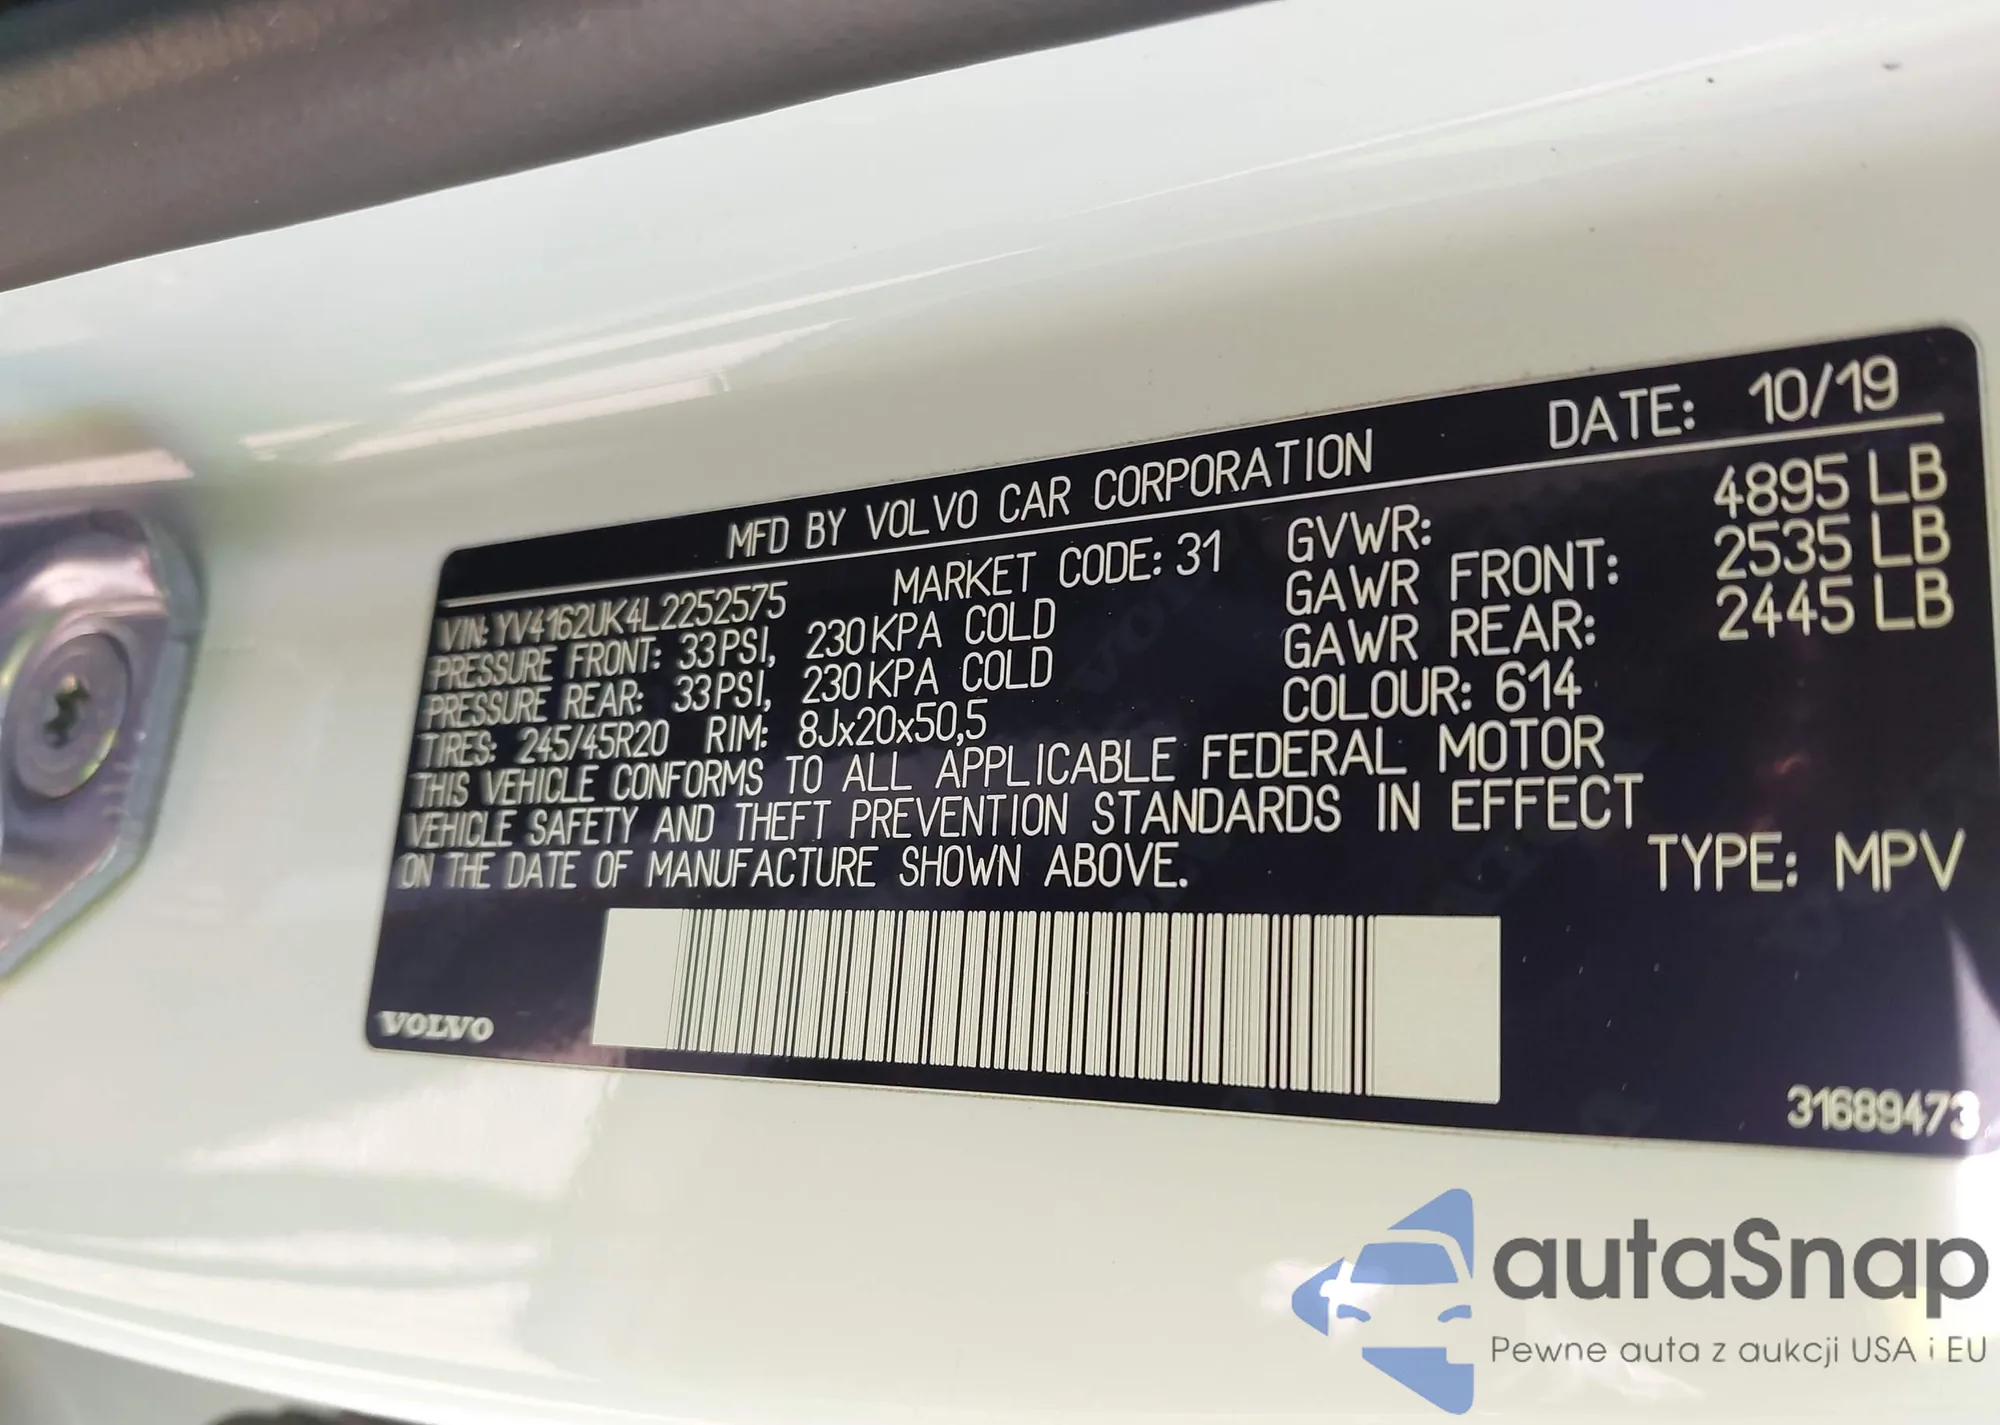 MFD BY VOLVO CAR CORPORATION DATE: 10/19
VIN: YV4162UK4L2252575 MARKET CODE: 31 GVWR: 4895 LB
PRESSURE FRONT: 33PSI, 230KPA COLD GAWR FRONT: 2535 LB
PRESSURE REAR: 33PSI, 230KPA COLD GAWR REAR: 2445 LB
TIRES: 245/45R20 RIM: 8Jx20x50,5 COLOUR: 614
THIS VEHICLE CONFORMS TO ALL APPLICABLE FEDERAL MOTOR
VEHICLE SAFETY AND THEFT PREVENTION STANDARDS IN EFFECT
ON THE DATE OF MANUFACTURE SHOWN ABOVE. TYPE: MPV
VOLVO
31689473
autaSnap
Pewne auta z aukcji USA i EU